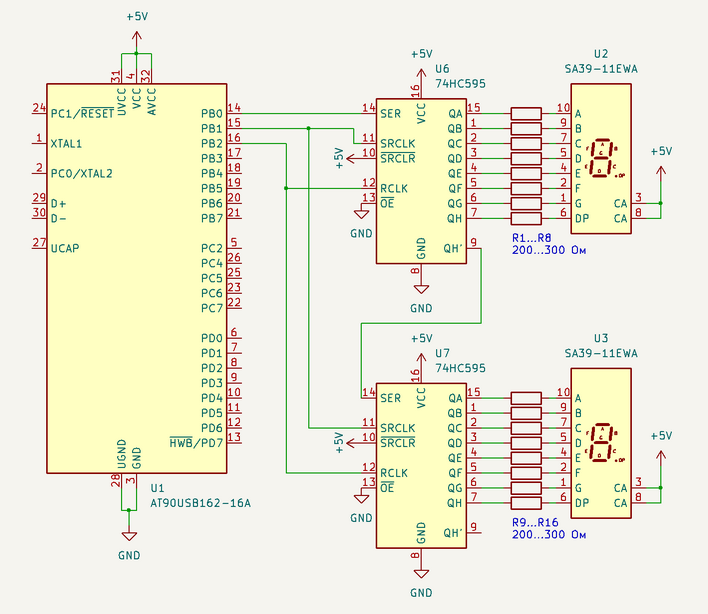 +5V
31 4 32
UVCC VCC AVCC
24 PC1/RESET
1 XTAL1
2 PC0/XTAL2
29 D+
30 D-
27 UCAP
PB0 14
PB1 15
PB2 16
PB3 17
PB4 18
PB5 19
PB6 20
PB7 21
PC2 5
PC4 26
PC5 25
PC6 23
PC7 22
PD0 6
PD1 7
PD2 8
PD3 9
PD4 10
PD5 11
PD6 12
HWB/PD7 13
UGND GND
28 3
U1
AT90USB162-16A
GND
+5V
U6
74HC595
16
VCC
14 SER
11 SRCLK
+5V
10 SRCLR
12 RCLK
13 OE
GND
QA 15
QB 1
QC 2
QD 3
QE 4
QF 5
QG 6
QH 7
QH' 9
GND
8
GND
R1...R8
200...300 Ом
U2
SA39-11EWA
10 A
9 B
7 C
5 D
4 E
2 F
1 G
6 DP
CA 3
CA 8
+5V
+5V
U7
74HC595
16
VCC
14 SER
11 SRCLK
+5V
10 SRCLR
12 RCLK
13 OE
GND
QA 15
QB 1
QC 2
QD 3
QE 4
QF 5
QG 6
QH 7
QH' 9
GND
8
GND
R9...R16
200...300 Ом
U3
SA39-11EWA
10 A
9 B
7 C
5 D
4 E
2 F
1 G
6 DP
CA 3
CA 8
+5V